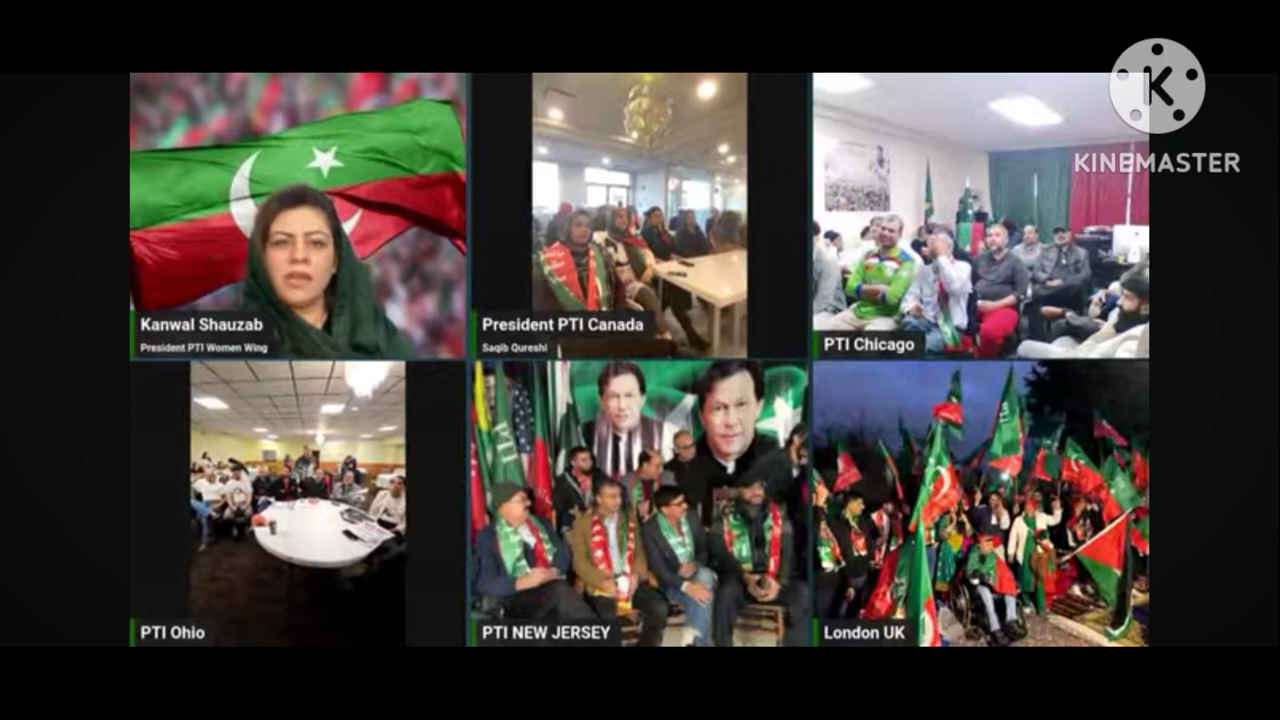 KINEMASTER
Kanwal Shauzab
President PTI Women Wing
President PTI Canada
Saqib Qureshi
PTI Chicago
PTI Ohio
PTI
PTI NEW JERSEY
London UK